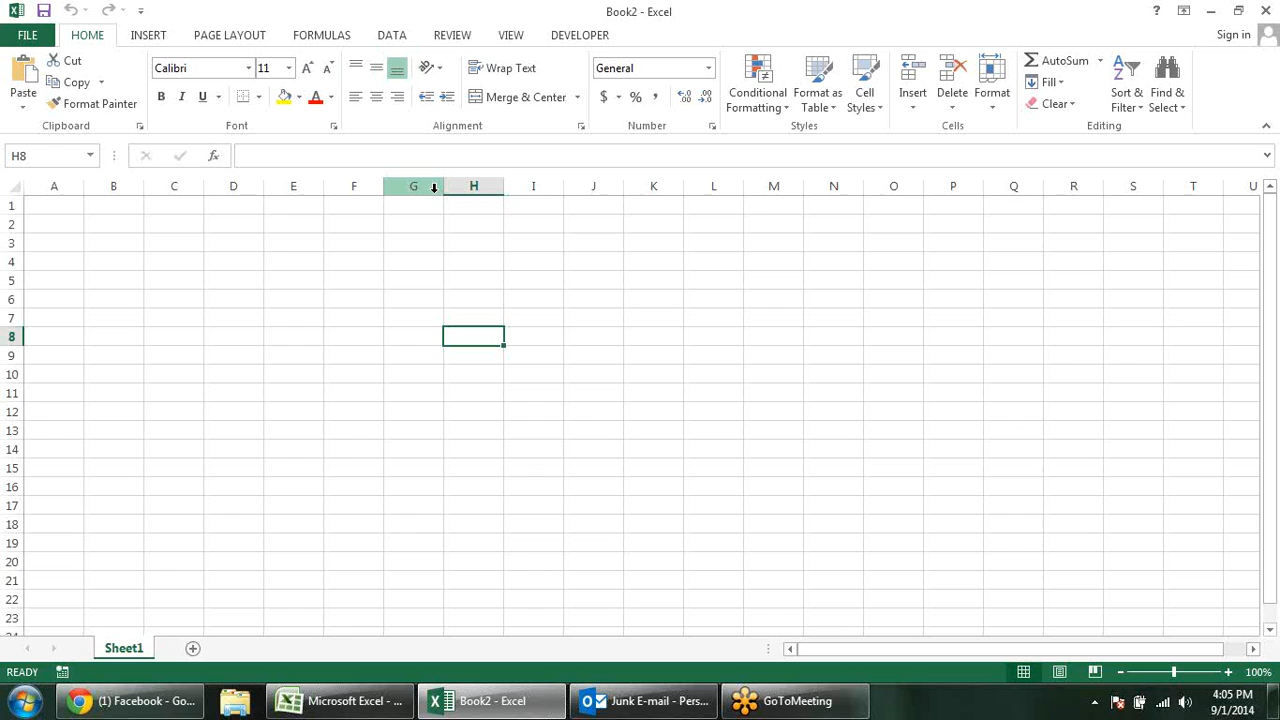 Book2 - Excel
FILE HOME INSERT PAGE LAYOUT FORMULAS DATA REVIEW VIEW DEVELOPER Sign in
Cut
Copy
Format Painter
Paste
Clipboard
Calibri 11
B I U
Font
Wrap Text
Merge & Center
Alignment
General
$ % ,
Number
Conditional Formatting
Format as Table
Cell Styles
Styles
Insert
Delete
Format
Cells
AutoSum
Fill
Clear
Sort & Filter
Find & Select
Editing
H8
fx
A B C D E F G H I J K L M N O P Q R S T U
1
2
3
4
5
6
7
8
9
10
11
12
13
14
15
16
17
18
19
20
21
22
23
Sheet1
READY 100%
(1) Facebook - Go...
Microsoft Excel - ...
Book2 - Excel
Junk E-mail - Pers...
GoToMeeting
4:05 PM
9/1/2014